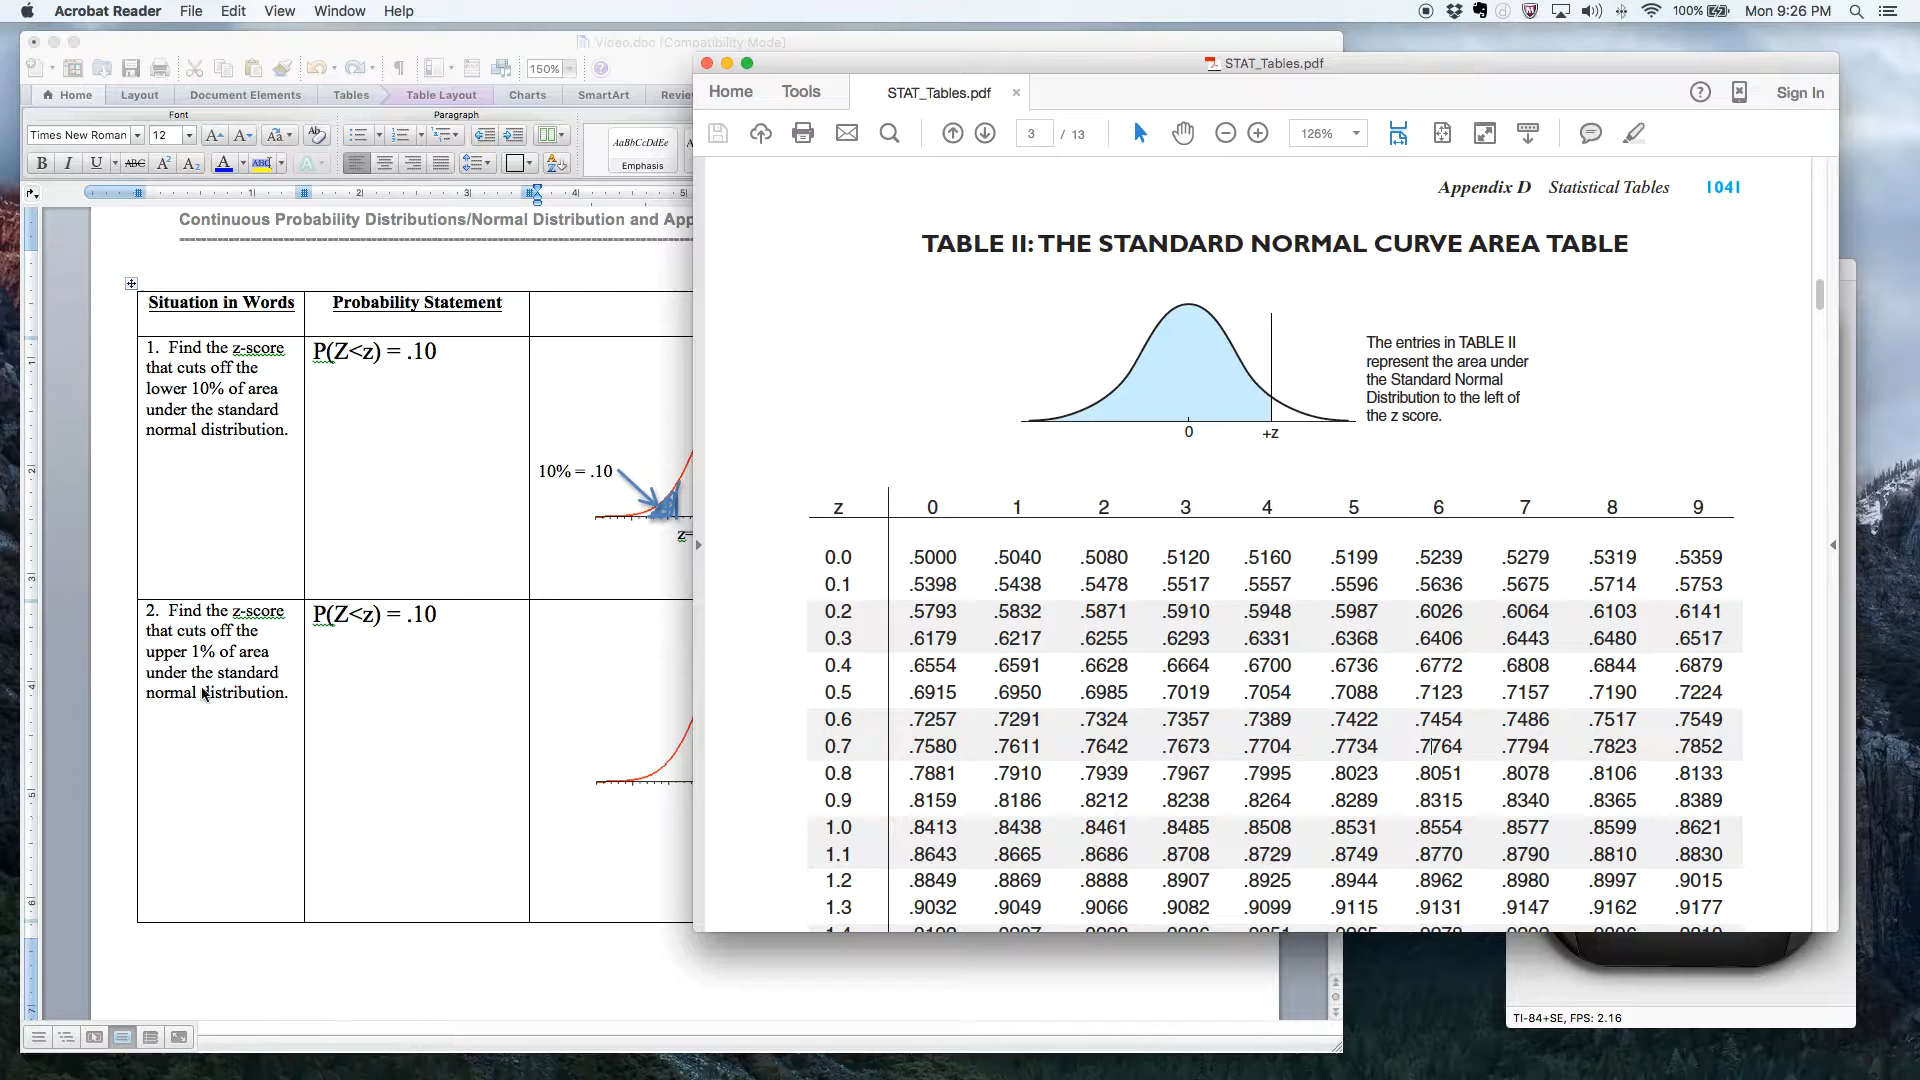 Acrobat Reader File Edit View Window Help
100% Mon 9:26 PM
Video.doc [Compatibility Mode]
150%
Home Layout Document Elements Tables Table Layout Charts SmartArt Review
Font Paragraph
Times New Roman 12
AaBbCcDdEe
Emphasis
Continuous Probability Distributions/Normal Distribution and App
Situation in Words Probability Statement
1. Find the z-score
that cuts off the
lower 10% of area
under the standard
normal distribution.
P(Z<z) = .10
10% = .10
z=
2. Find the z-score
that cuts off the
upper 1% of area
under the standard
normal distribution.
P(Z<z) = .10
STAT_Tables.pdf
Home Tools STAT_Tables.pdf × Sign In
3 / 13 126%
Appendix D Statistical Tables 1041
TABLE II: THE STANDARD NORMAL CURVE AREA TABLE
The entries in TABLE II
represent the area under
the Standard Normal
Distribution to the left of
the z score.
0 +z
z 0 1 2 3 4 5 6 7 8 9
0.0 .5000 .5040 .5080 .5120 .5160 .5199 .5239 .5279 .5319 .5359
0.1 .5398 .5438 .5478 .5517 .5557 .5596 .5636 .5675 .5714 .5753
0.2 .5793 .5832 .5871 .5910 .5948 .5987 .6026 .6064 .6103 .6141
0.3 .6179 .6217 .6255 .6293 .6331 .6368 .6406 .6443 .6480 .6517
0.4 .6554 .6591 .6628 .6664 .6700 .6736 .6772 .6808 .6844 .6879
0.5 .6915 .6950 .6985 .7019 .7054 .7088 .7123 .7157 .7190 .7224
0.6 .7257 .7291 .7324 .7357 .7389 .7422 .7454 .7486 .7517 .7549
0.7 .7580 .7611 .7642 .7673 .7704 .7734 .7764 .7794 .7823 .7852
0.8 .7881 .7910 .7939 .7967 .7995 .8023 .8051 .8078 .8106 .8133
0.9 .8159 .8186 .8212 .8238 .8264 .8289 .8315 .8340 .8365 .8389
1.0 .8413 .8438 .8461 .8485 .8508 .8531 .8554 .8577 .8599 .8621
1.1 .8643 .8665 .8686 .8708 .8729 .8749 .8770 .8790 .8810 .8830
1.2 .8849 .8869 .8888 .8907 .8925 .8944 .8962 .8980 .8997 .9015
1.3 .9032 .9049 .9066 .9082 .9099 .9115 .9131 .9147 .9162 .9177
TI-84+SE, FPS: 2.16